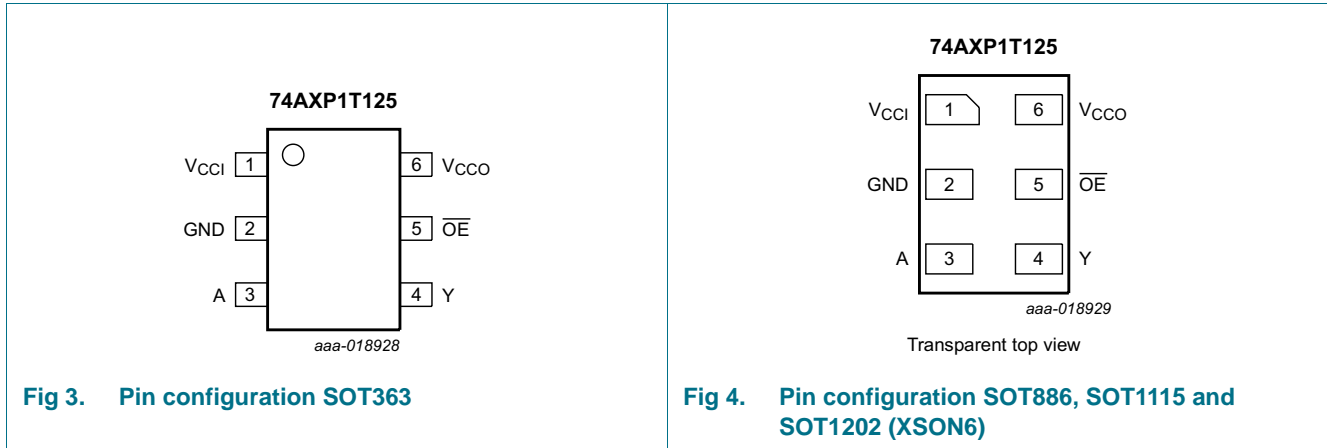 74AXP1T125
VCCI 1 6 VCCO
GND 2 5 OE
A 3 4 Y
aaa-018928
Fig 3. Pin configuration SOT363
74AXP1T125
VCCI 1 6 VCCO
GND 2 5 OE
A 3 4 Y
aaa-018929
Transparent top view
Fig 4. Pin configuration SOT886, SOT1115 and
SOT1202 (XSON6)